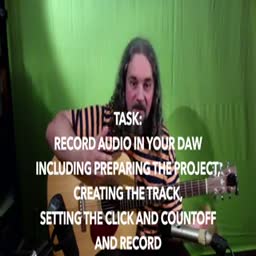 TASK:
RECORD AUDIO IN YOUR DAW
INCLUDING PREPARING THE PROJECT,
CREATING THE TRACK,
SETTING THE CLICK AND COUNTOFF
AND RECORD